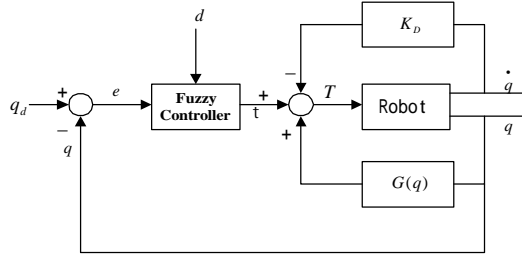 d
K_D
−
q_d
+
e
Fuzzy
Controller
+
t
T
Robot
q̇
q
−
q
+
G(q)